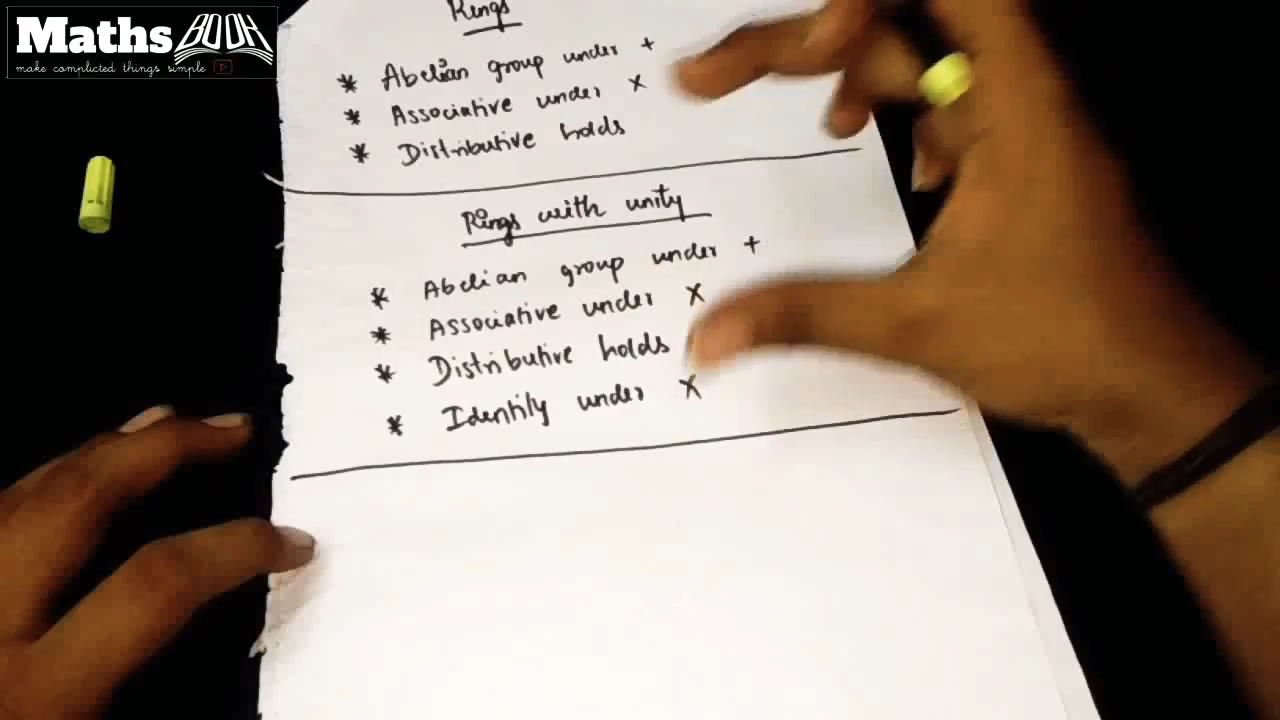 Maths BOOK
make complicted things simple
Rings
* Abelian group under +
* Associative under ×
* Distributive holds
Rings with unity
* Abelian group under +
* Associative under ×
* Distributive holds
* Identity under ×